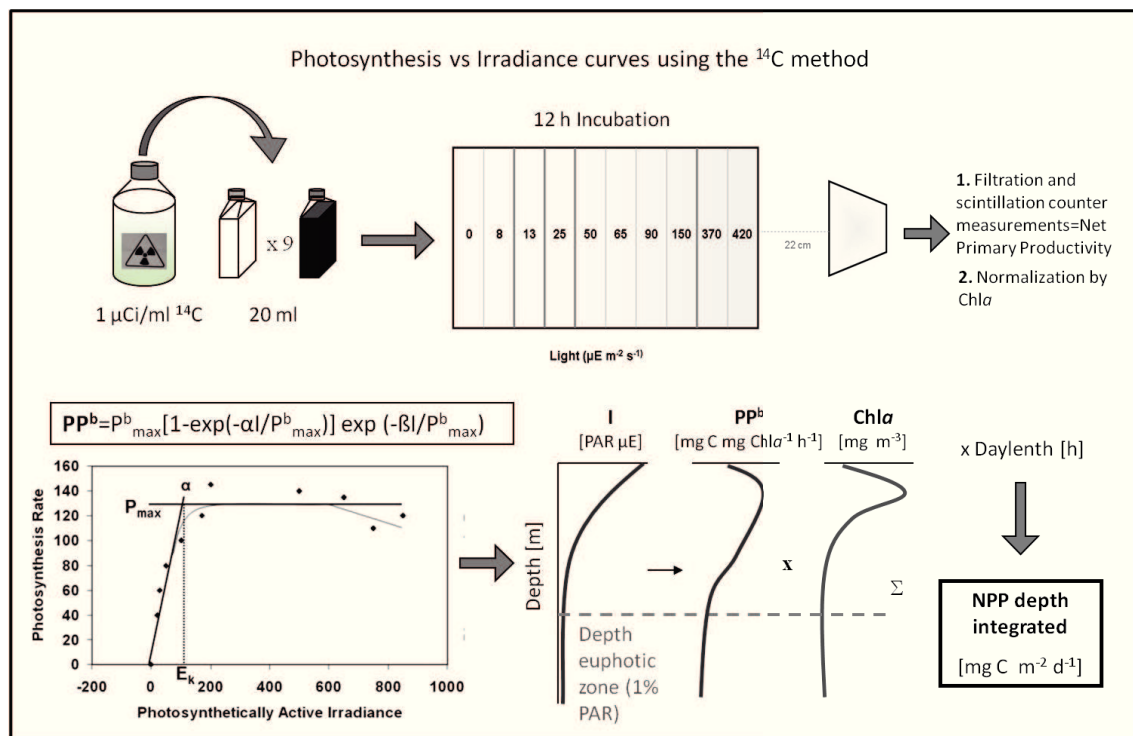 Photosynthesis vs Irradiance curves using the ¹⁴C method
12 h Incubation
x 9
1 µCi/ml ¹⁴C
20 ml
0 8 13 25 50 65 90 150 370 420
Light (µE m⁻² s⁻¹)
22 cm
1. Filtration and
scintillation counter
measurements=Net
Primary Productivity
2. Normalization by
Chla
PPᵇ=Pᵇmax[1-exp(-αI/Pᵇmax)] exp (-ßI/Pᵇmax)
Photosynthesis Rate
160
140
120
100
80
60
40
20
0
Pmax
α
Ek
-200 0 200 400 600 800 1000
Photosynthetically Active Irradiance
I
[PAR µE]
PPᵇ
[mg C mg Chla⁻¹ h⁻¹]
Chla
[mg m⁻³]
Depth [m]
x
Σ
Depth
euphotic
zone (1%
PAR)
x Daylenth [h]
NPP depth
integrated
[mg C m⁻² d⁻¹]